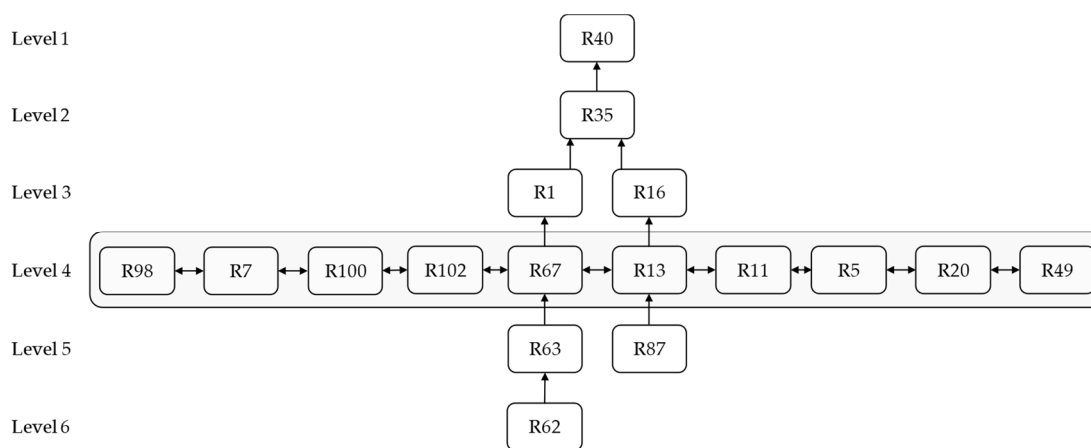 Level 1 R40
Level 2 R35
Level 3 R1 R16
Level 4 R98 R7 R100 R102 R67 R13 R11 R5 R20 R49
Level 5 R63 R87
Level 6 R62